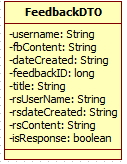 FeedbackDTO
-username: String
-fbContent: String
-dateCreated: String
-feedbackID: long
-title: String
-rsUserName: String
-rsdateCreated: String
-rsContent: String
-isResponse: boolean